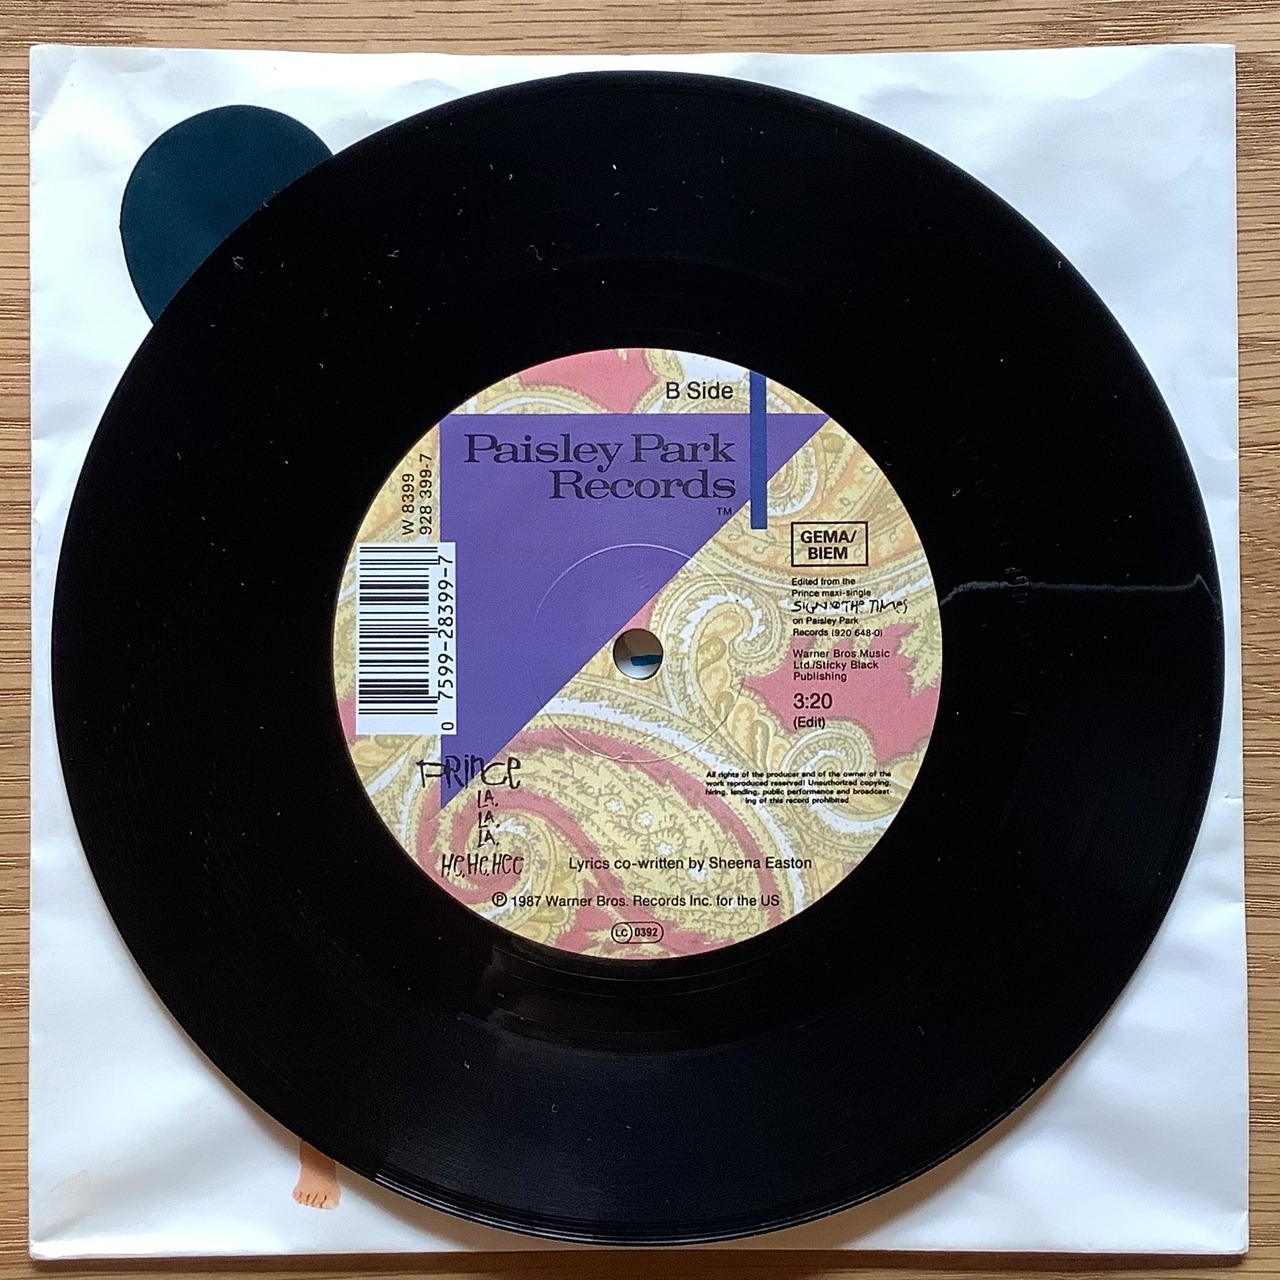 B Side
Paisley Park
Records
TM
W 8399
928 399-7
0 7599-28399-7
GEMA/
BIEM
Edited from the
Prince maxi-single
SIGN O THE TIMES
on Paisley Park
Records (920 648-0)
Warner Bros. Music
Ltd./Sticky Black
Publishing
3:20
(Edit)
PRINCE
LA,
LA,
LA,
He, He, Hee
All rights of the producer and of the owner of the
work reproduced reserved! Unauthorized copying,
hiring, lending, public performance and broadcast-
ing of this record prohibited.
Lyrics co-written by Sheena Easton
℗ 1987 Warner Bros. Records Inc. for the US
LC 0392